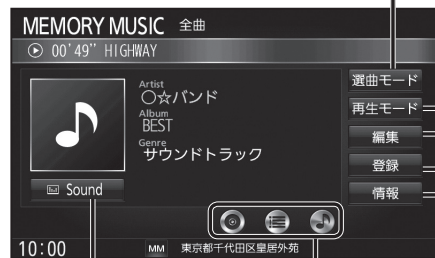 MEMORY MUSIC 全曲
00'49" HIGHWAY
選曲モード
Artist
○☆バンド
再生モード
Album
BEST
編集
Genre
サウンドトラック
登録
Sound
情報
10:00 MM 東京都千代田区皇居外苑